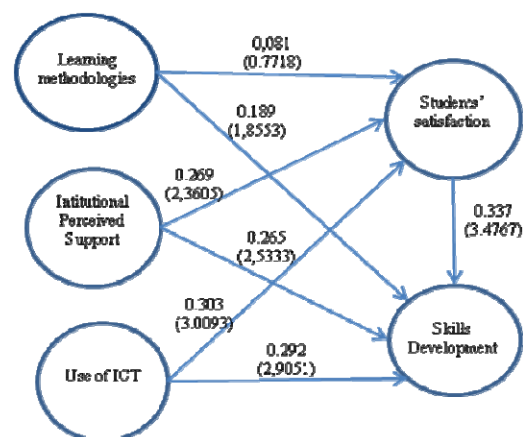 0,081
(0.7718)
Learning
methodologies
Students'
satisfaction
0.189
(1,8553)
0.269
(2,3605)
Intitutional
Perceived
Support
0.337
(3.4767)
0.265
(2,5333)
0.303
(3.0093)
Skills
Development
Use of ICT
0.292
(2,9051)